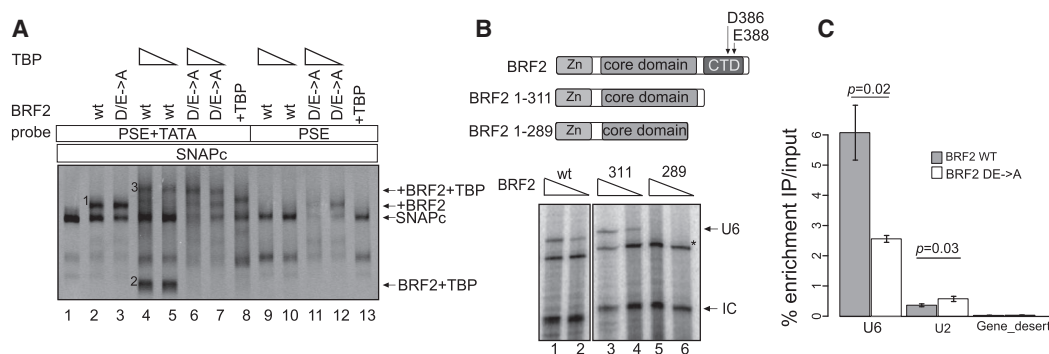 A
TBP
BRF2
wt
D/E->A
wt
wt
D/E->A
D/E->A
+TBP
wt
wt
D/E->A
D/E->A
+TBP
probe
PSE+TATA
PSE
SNAPc
1
2
3
3
+BRF2+TBP
+BRF2
SNAPc
BRF2+TBP
1 2 3 4 5 6 7 8 9 10 11 12 13
B
D386
E388
BRF2
Zn
core domain
CTD
BRF2 1-311
Zn
core domain
BRF2 1-289
Zn
core domain
BRF2
wt
311
289
U6
*
IC
1 2 3 4 5 6
C
% enrichment IP/input
0 1 2 3 4 5 6
p=0.02
p=0.03
BRF2 WT
BRF2 DE->A
U6
U2
Gene_desert